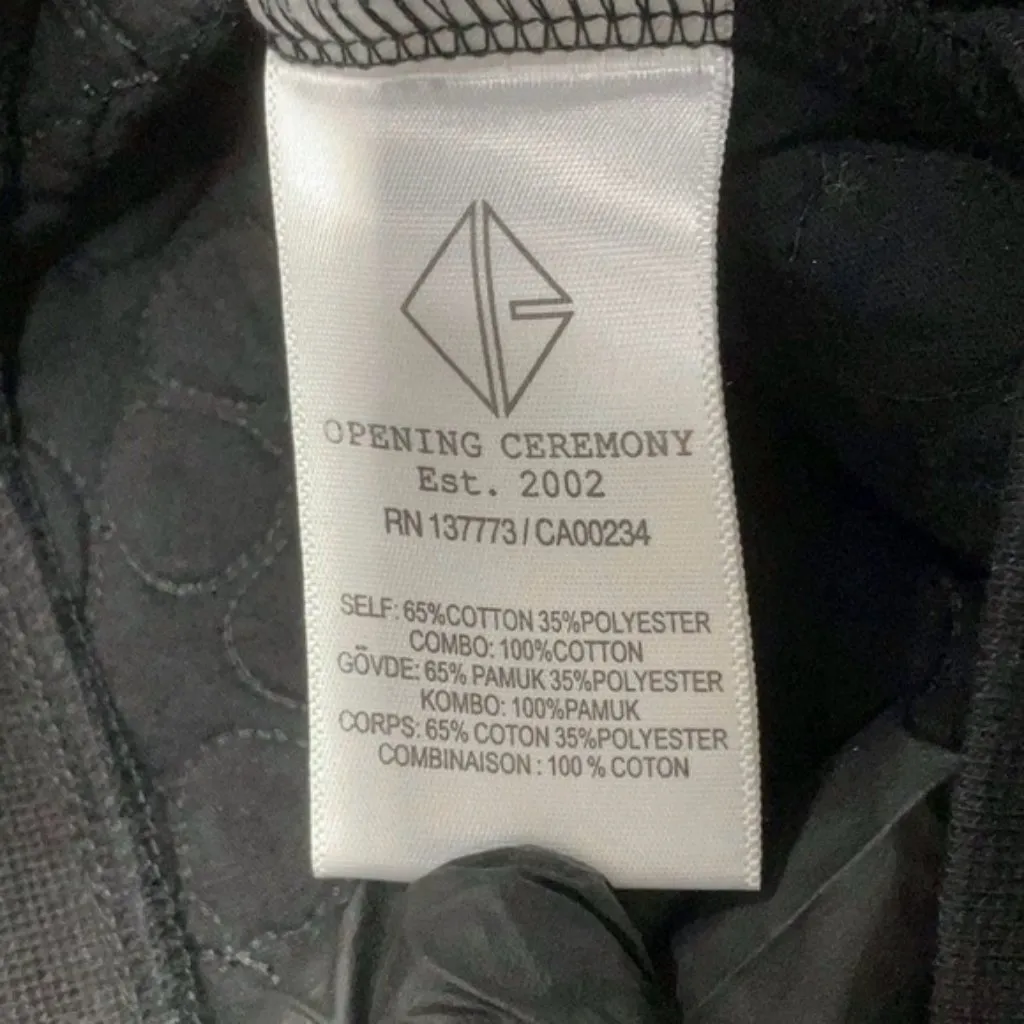 OPENING CEREMONY
Est. 2002
RN 137773 / CA00234
SELF: 65%COTTON 35%POLYESTER
COMBO: 100%COTTON
GÖVDE: 65% PAMUK 35%POLYESTER
KOMBO: 100%PAMUK
CORPS: 65% COTON 35%POLYESTER
COMBINAISON : 100 % COTON